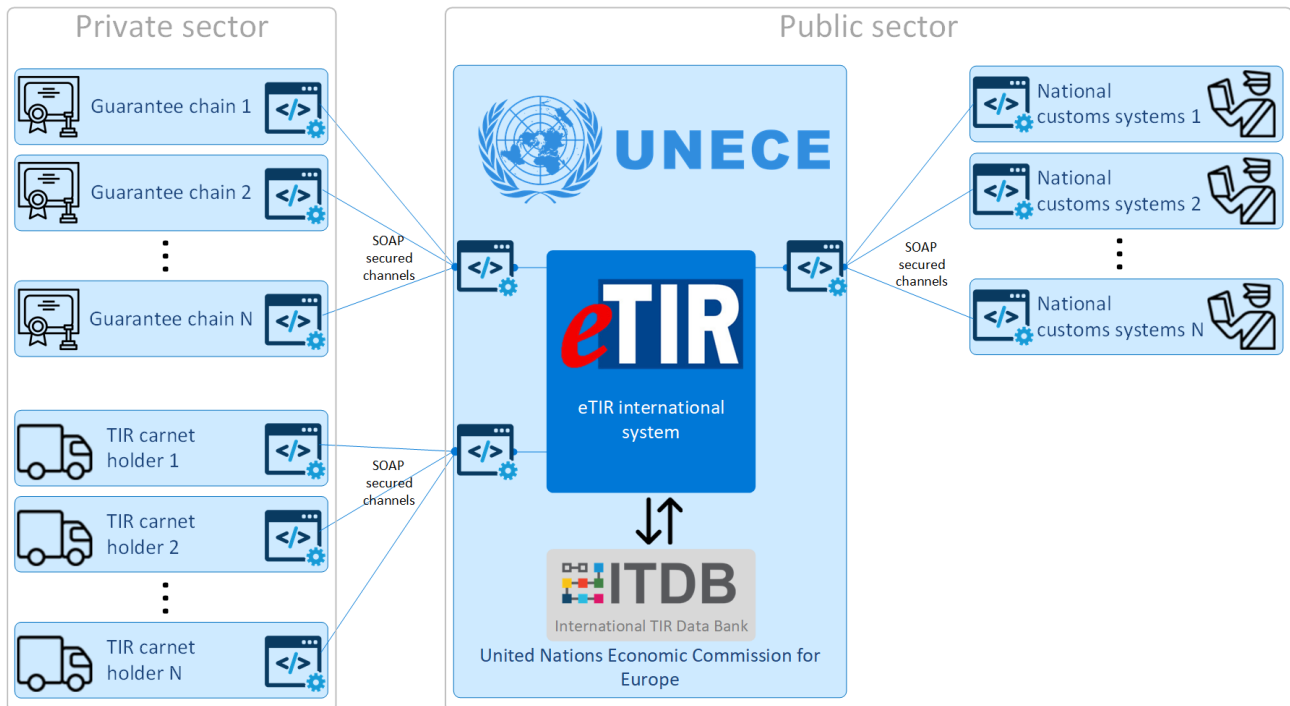 Private sector
Guarantee chain 1
</>
Guarantee chain 2
</>
Guarantee chain N
</>
SOAP
secured
channels
TIR carnet
holder 1
</>
TIR carnet
holder 2
</>
TIR carnet
holder N
</>
SOAP
secured
channels
Public sector
UNECE
</>
</>
eTIR
eTIR international
system
</>
ITDB
International TIR Data Bank
United Nations Economic Commission for
Europe
SOAP
secured
channels
</>
National
customs systems 1
</>
National
customs systems 2
</>
National
customs systems N